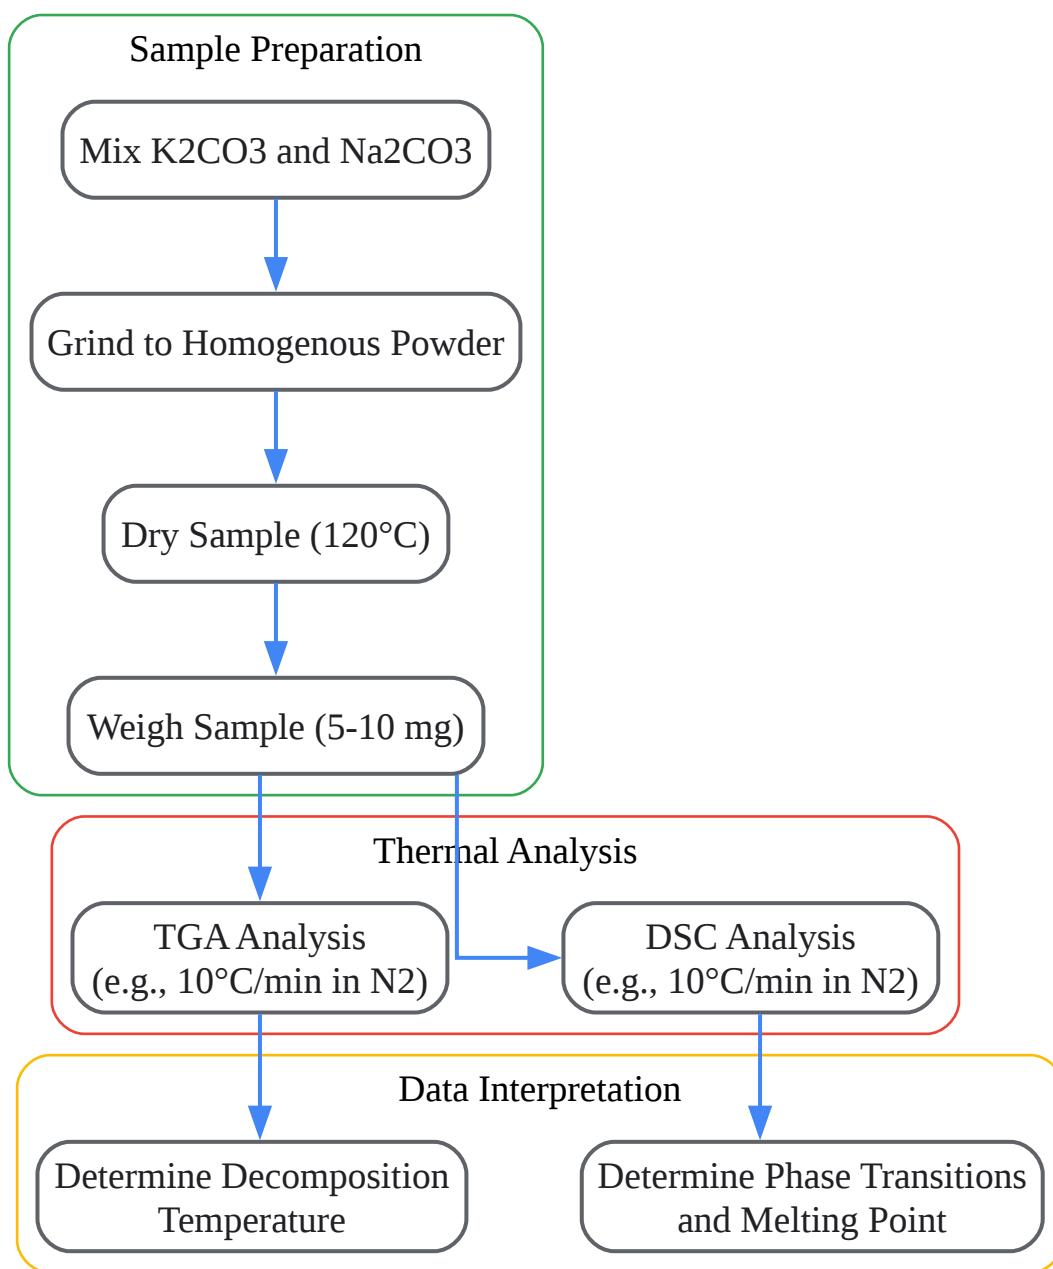 Sample Preparation
Mix K2CO3 and Na2CO3
Grind to Homogenous Powder
Dry Sample (120°C)
Weigh Sample (5-10 mg)
Thermal Analysis
TGA Analysis
(e.g., 10°C/min in N2)
DSC Analysis
(e.g., 10°C/min in N2)
Data Interpretation
Determine Decomposition
Temperature
Determine Phase Transitions
and Melting Point